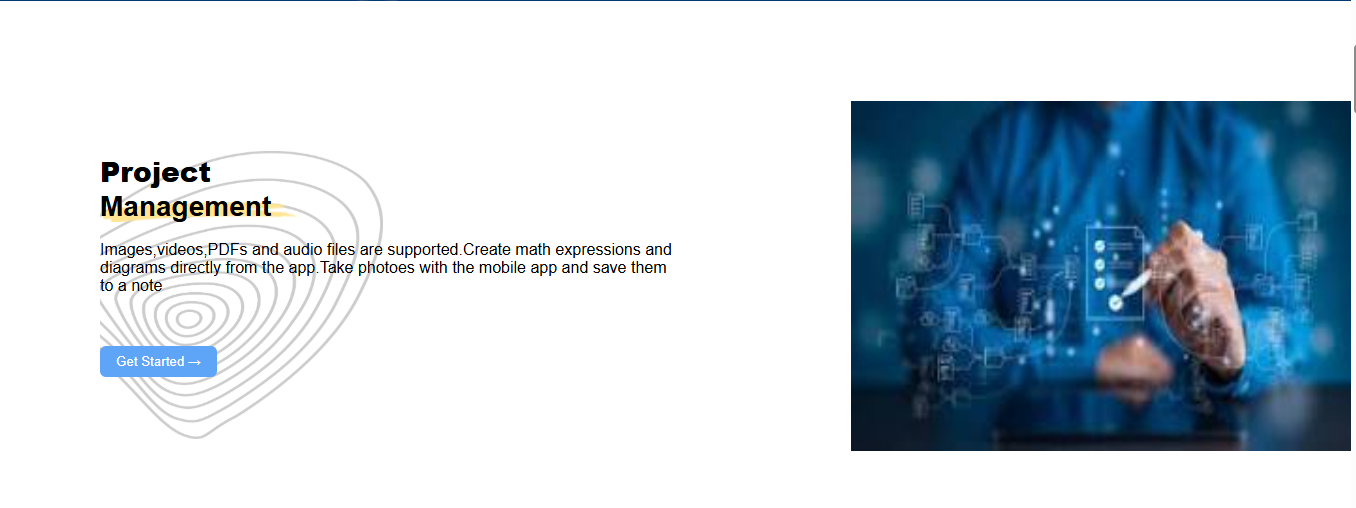 Project
Management
Images,videos,PDFs and audio files are supported.Create math expressions and
diagrams directly from the app.Take photoes with the mobile app and save them
to a note
Get Started →